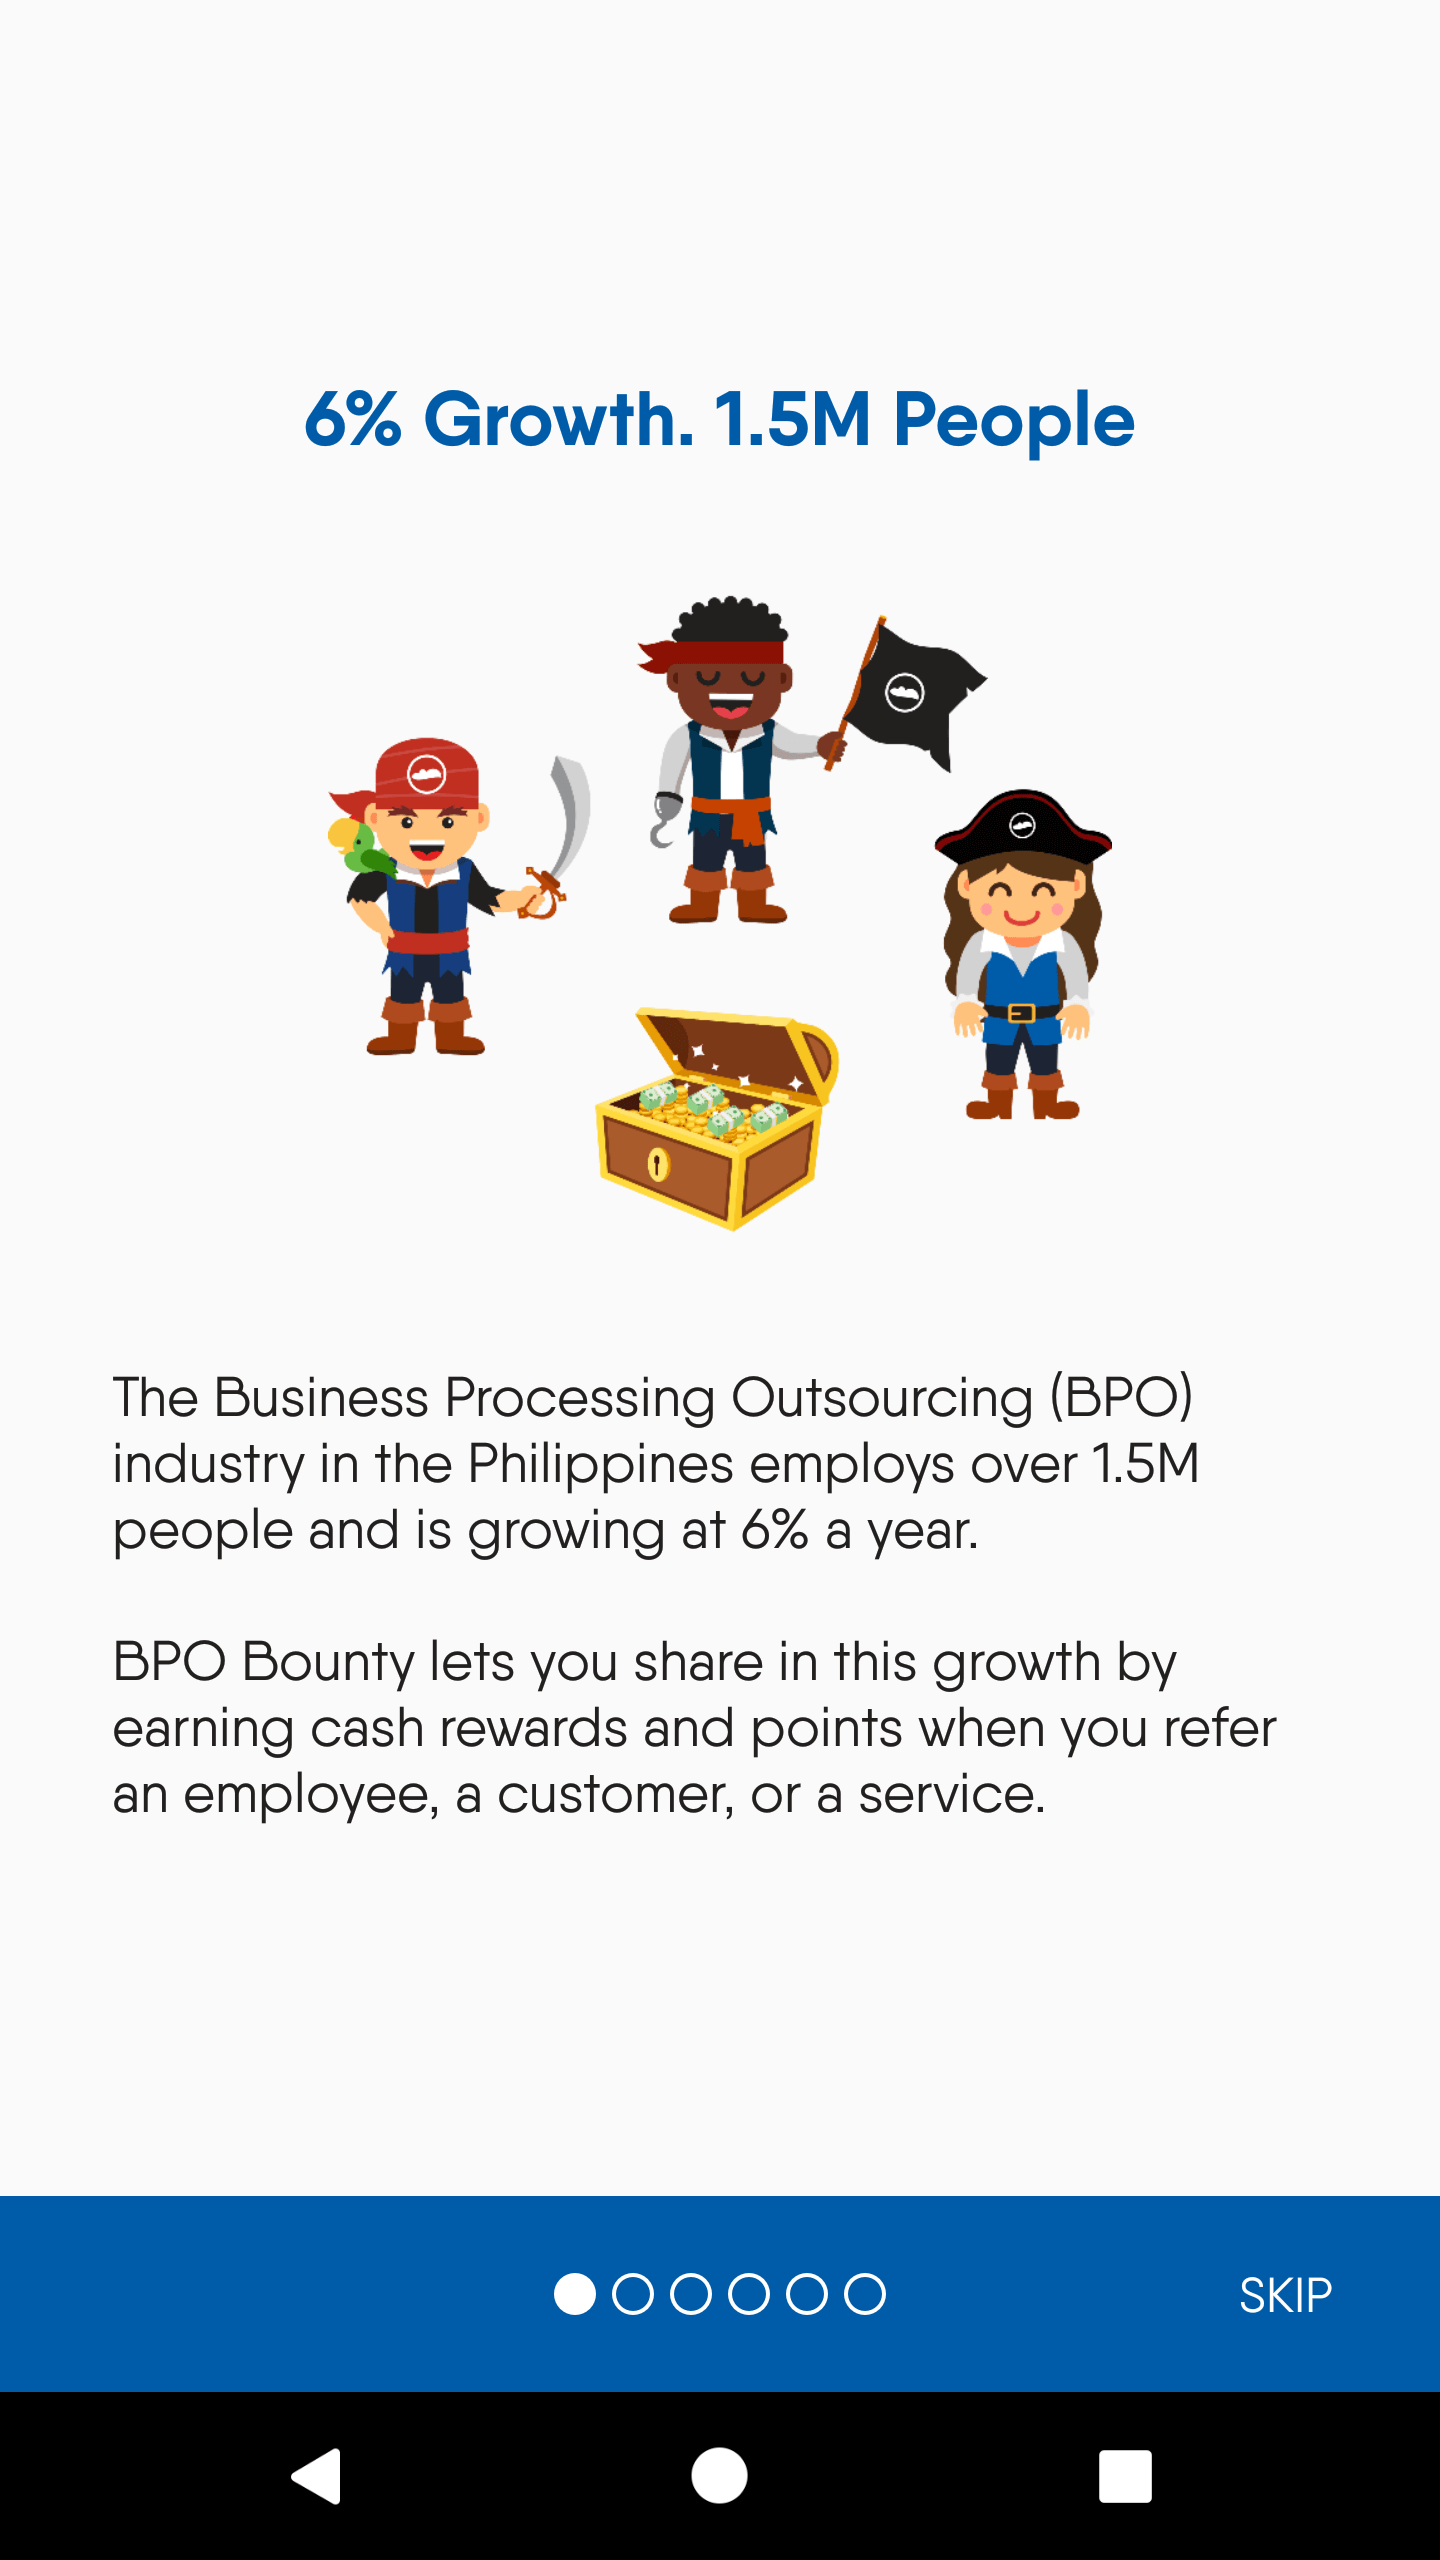 6% Growth. 1.5M People
The Business Processing Outsourcing (BPO)
industry in the Philippines employs over 1.5M
people and is growing at 6% a year.
BPO Bounty lets you share in this growth by
earning cash rewards and points when you refer
an employee, a customer, or a service.
SKIP